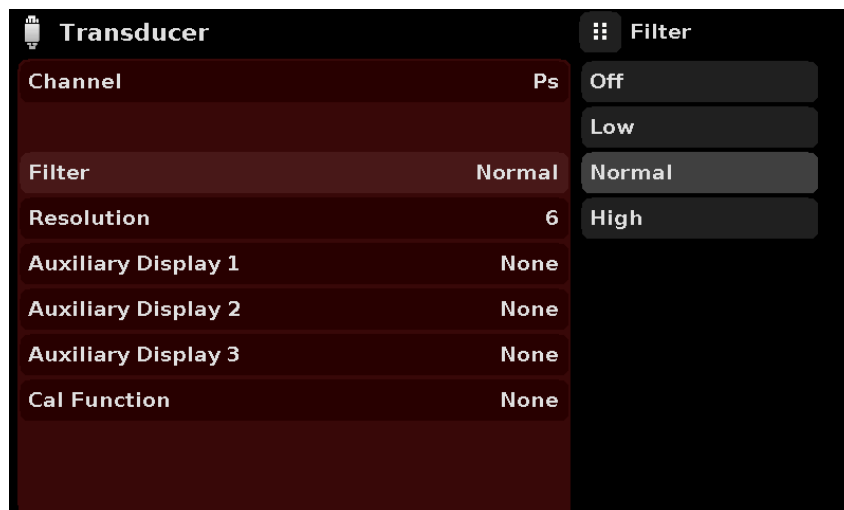 Transducer
Channel Ps
Filter Normal
Resolution 6
Auxiliary Display 1 None
Auxiliary Display 2 None
Auxiliary Display 3 None
Cal Function None
Filter
Off
Low
Normal
High